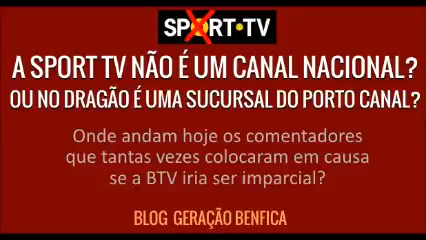 SPORT·TV
A SPORT TV NÃO É UM CANAL NACIONAL?
OU NO DRAGÃO É UMA SUCURSAL DO PORTO CANAL?
Onde andam hoje os comentadores
que tantas vezes colocaram em causa
se a BTV iria ser imparcial?
BLOG GERAÇÃO BENFICA